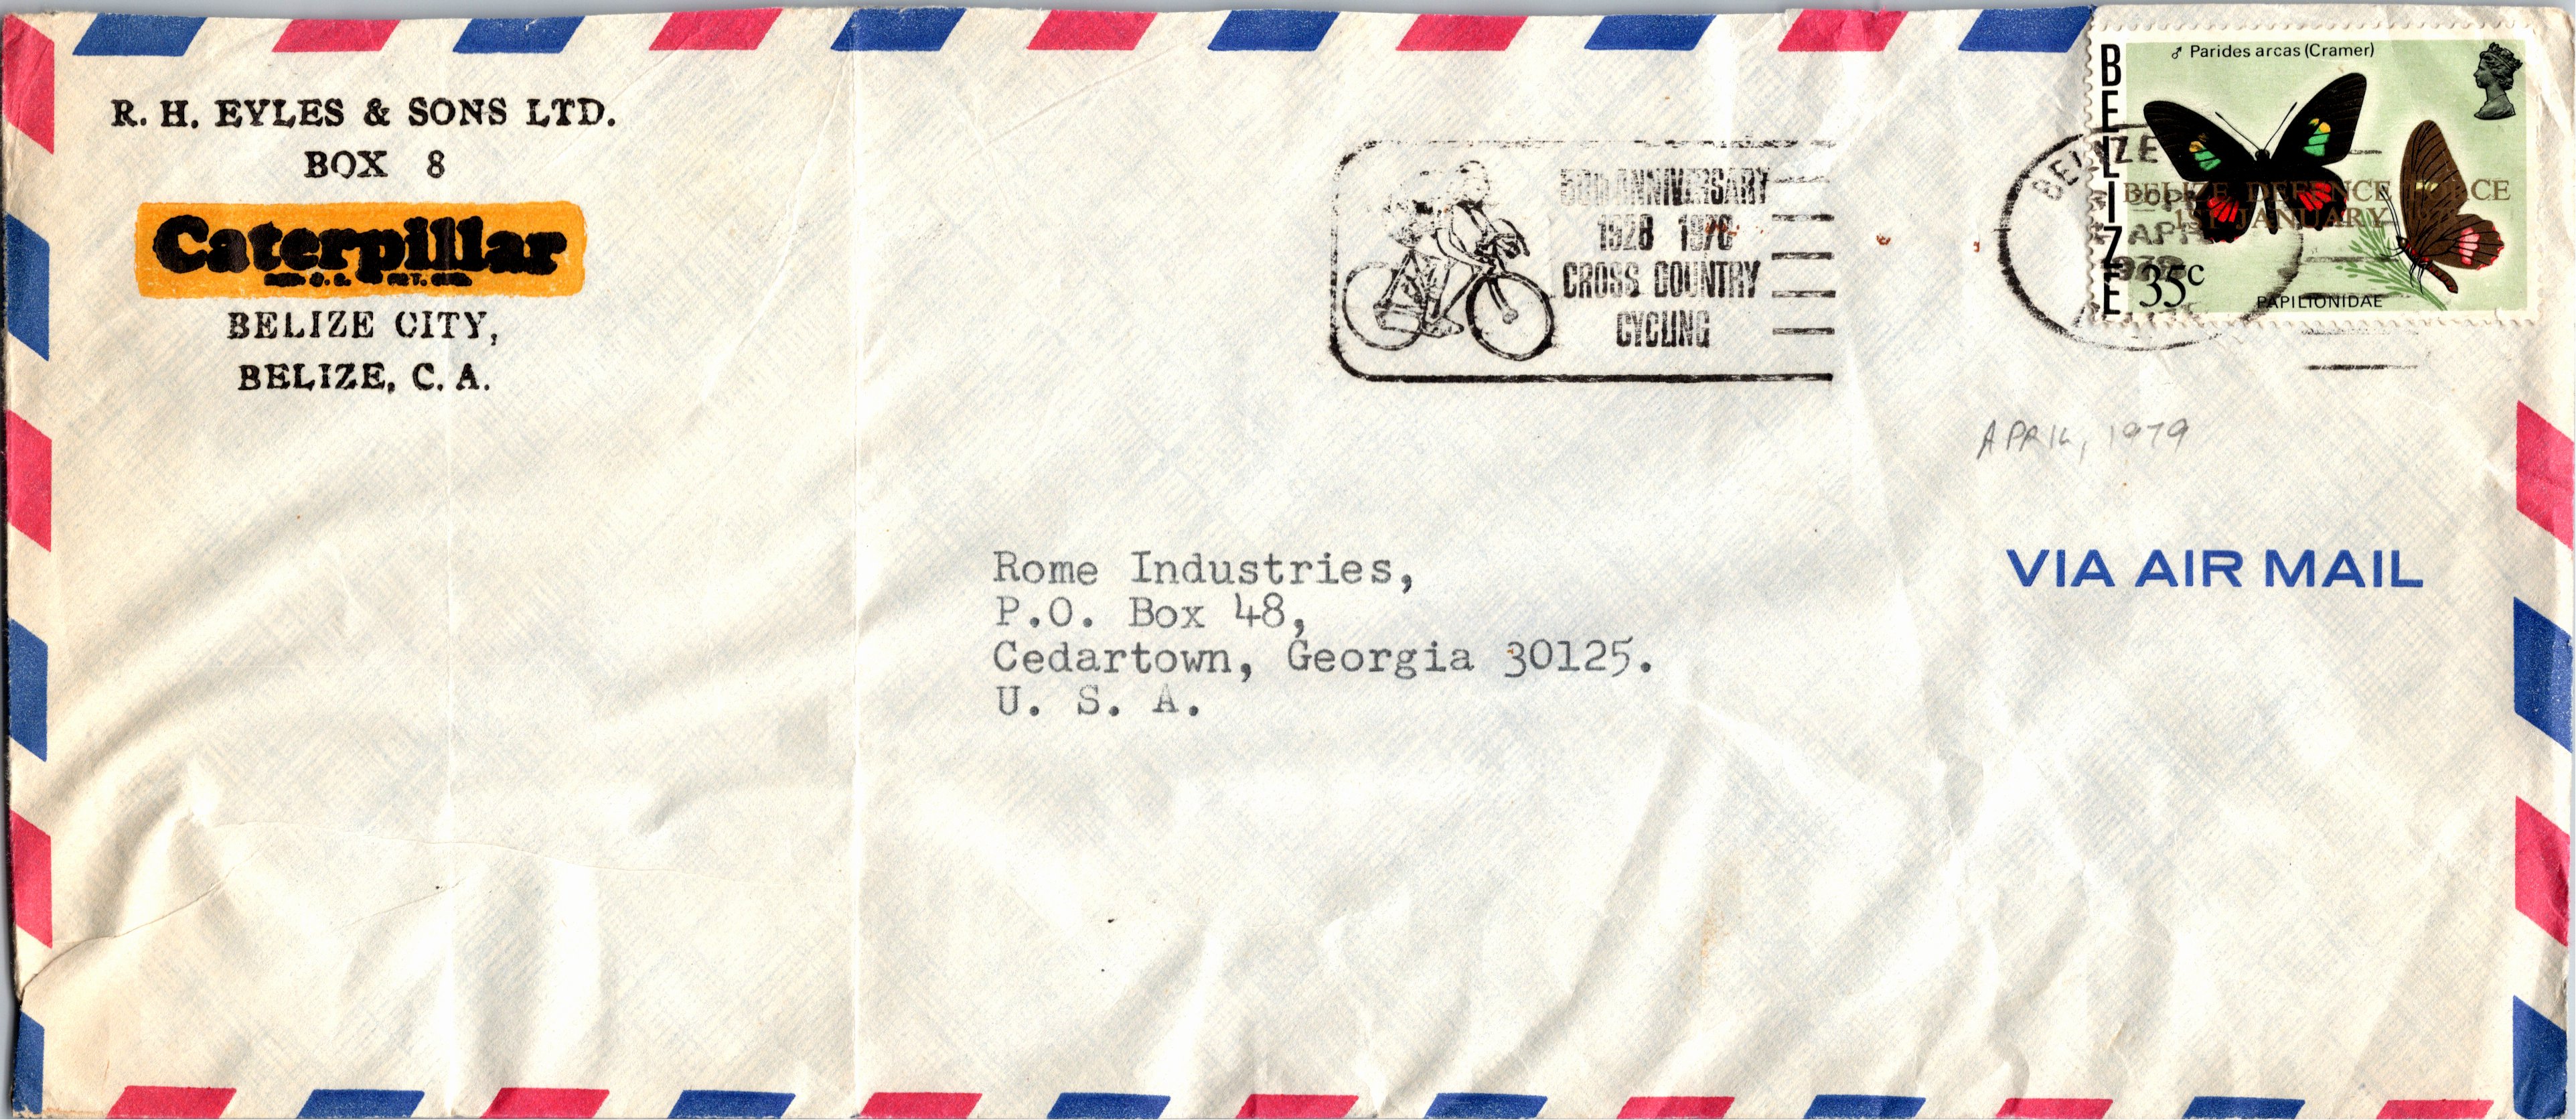 R. H. EYLES & SONS LTD.
BOX 8
Caterpillar
BELIZE CITY,
BELIZE, C. A.
50th ANNIVERSARY
1928 1978
CROSS COUNTRY
CYCLING
♂ Parides arcas (Cramer)
BELIZE
BELIZE DEFENCE FORCE
1ST JANUARY
35c
PAPILIONIDAE
BELIZE
APR
APRIL, 1979
VIA AIR MAIL
Rome Industries,
P.O. Box 48,
Cedartown, Georgia 30125.
U. S. A.